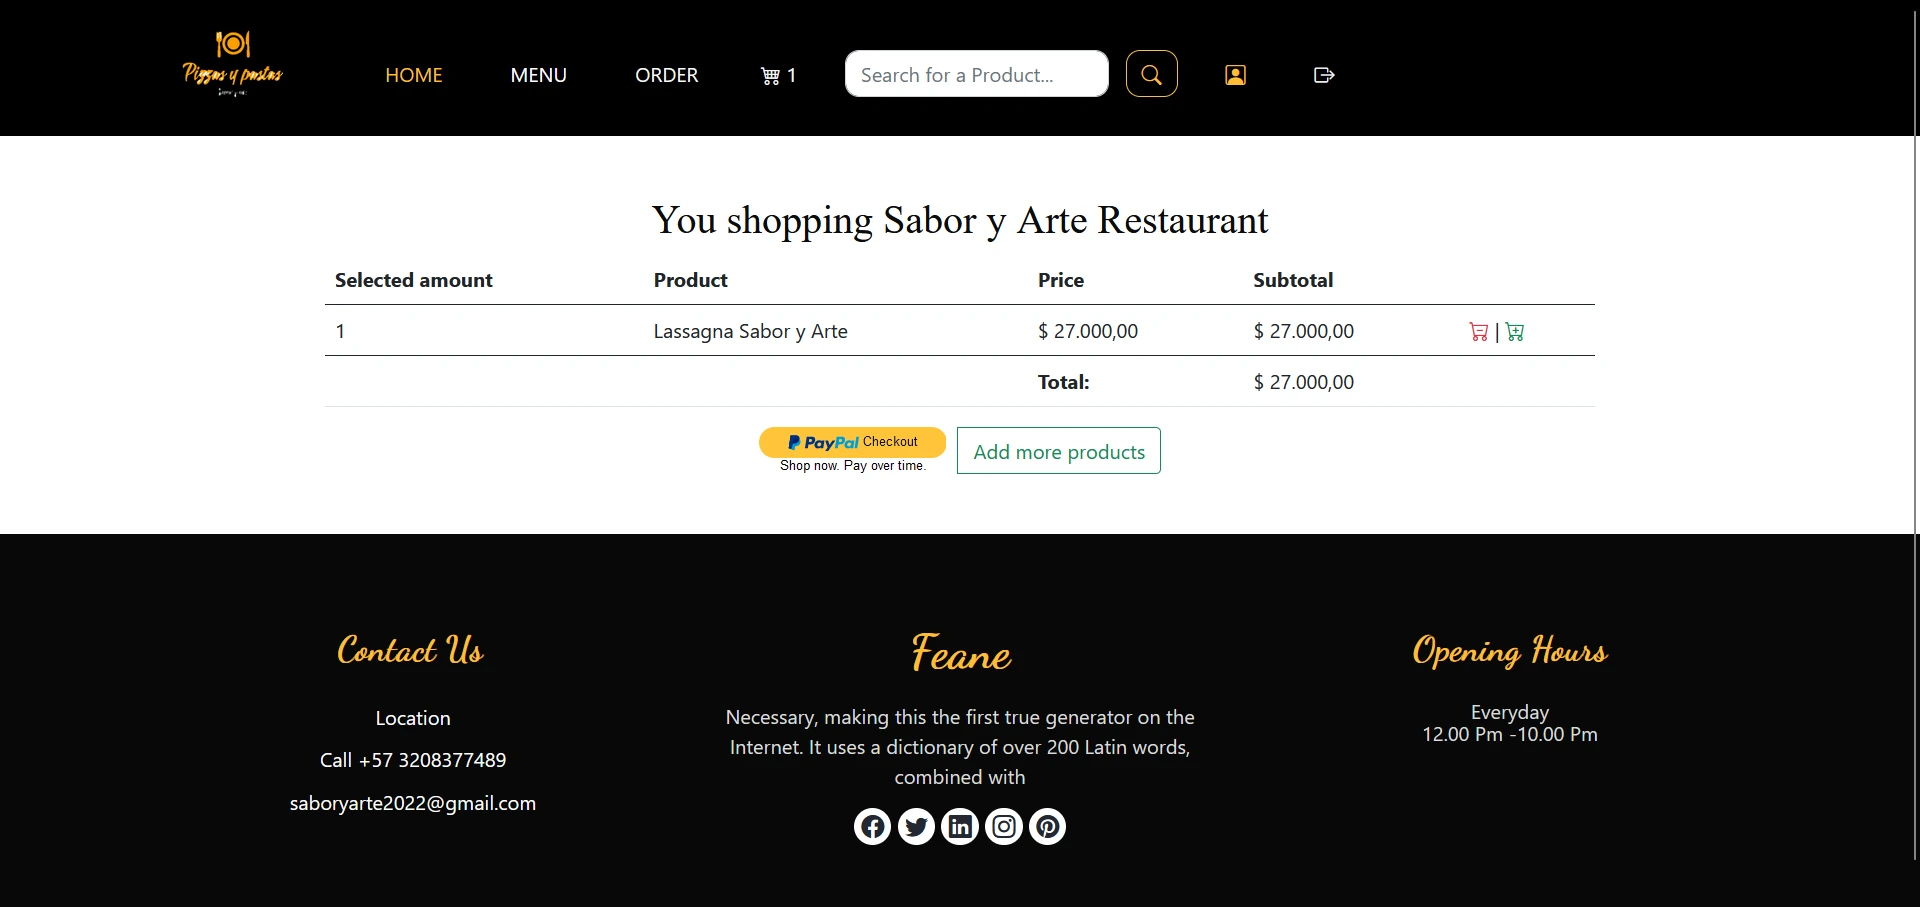 Pizzas y pastas
HOME
MENU
ORDER
1
Search for a Product...
You shopping Sabor y Arte Restaurant
Selected amount Product Price Subtotal
1 Lassagna Sabor y Arte $ 27.000,00 $ 27.000,00 |
Total: $ 27.000,00
PayPal Checkout
Shop now. Pay over time.
Add more products
Contact Us
Location
Call +57 3208377489
saboryarte2022@gmail.com
Feane
Necessary, making this the first true generator on the
Internet. It uses a dictionary of over 200 Latin words,
combined with
Opening Hours
Everyday
12.00 Pm -10.00 Pm